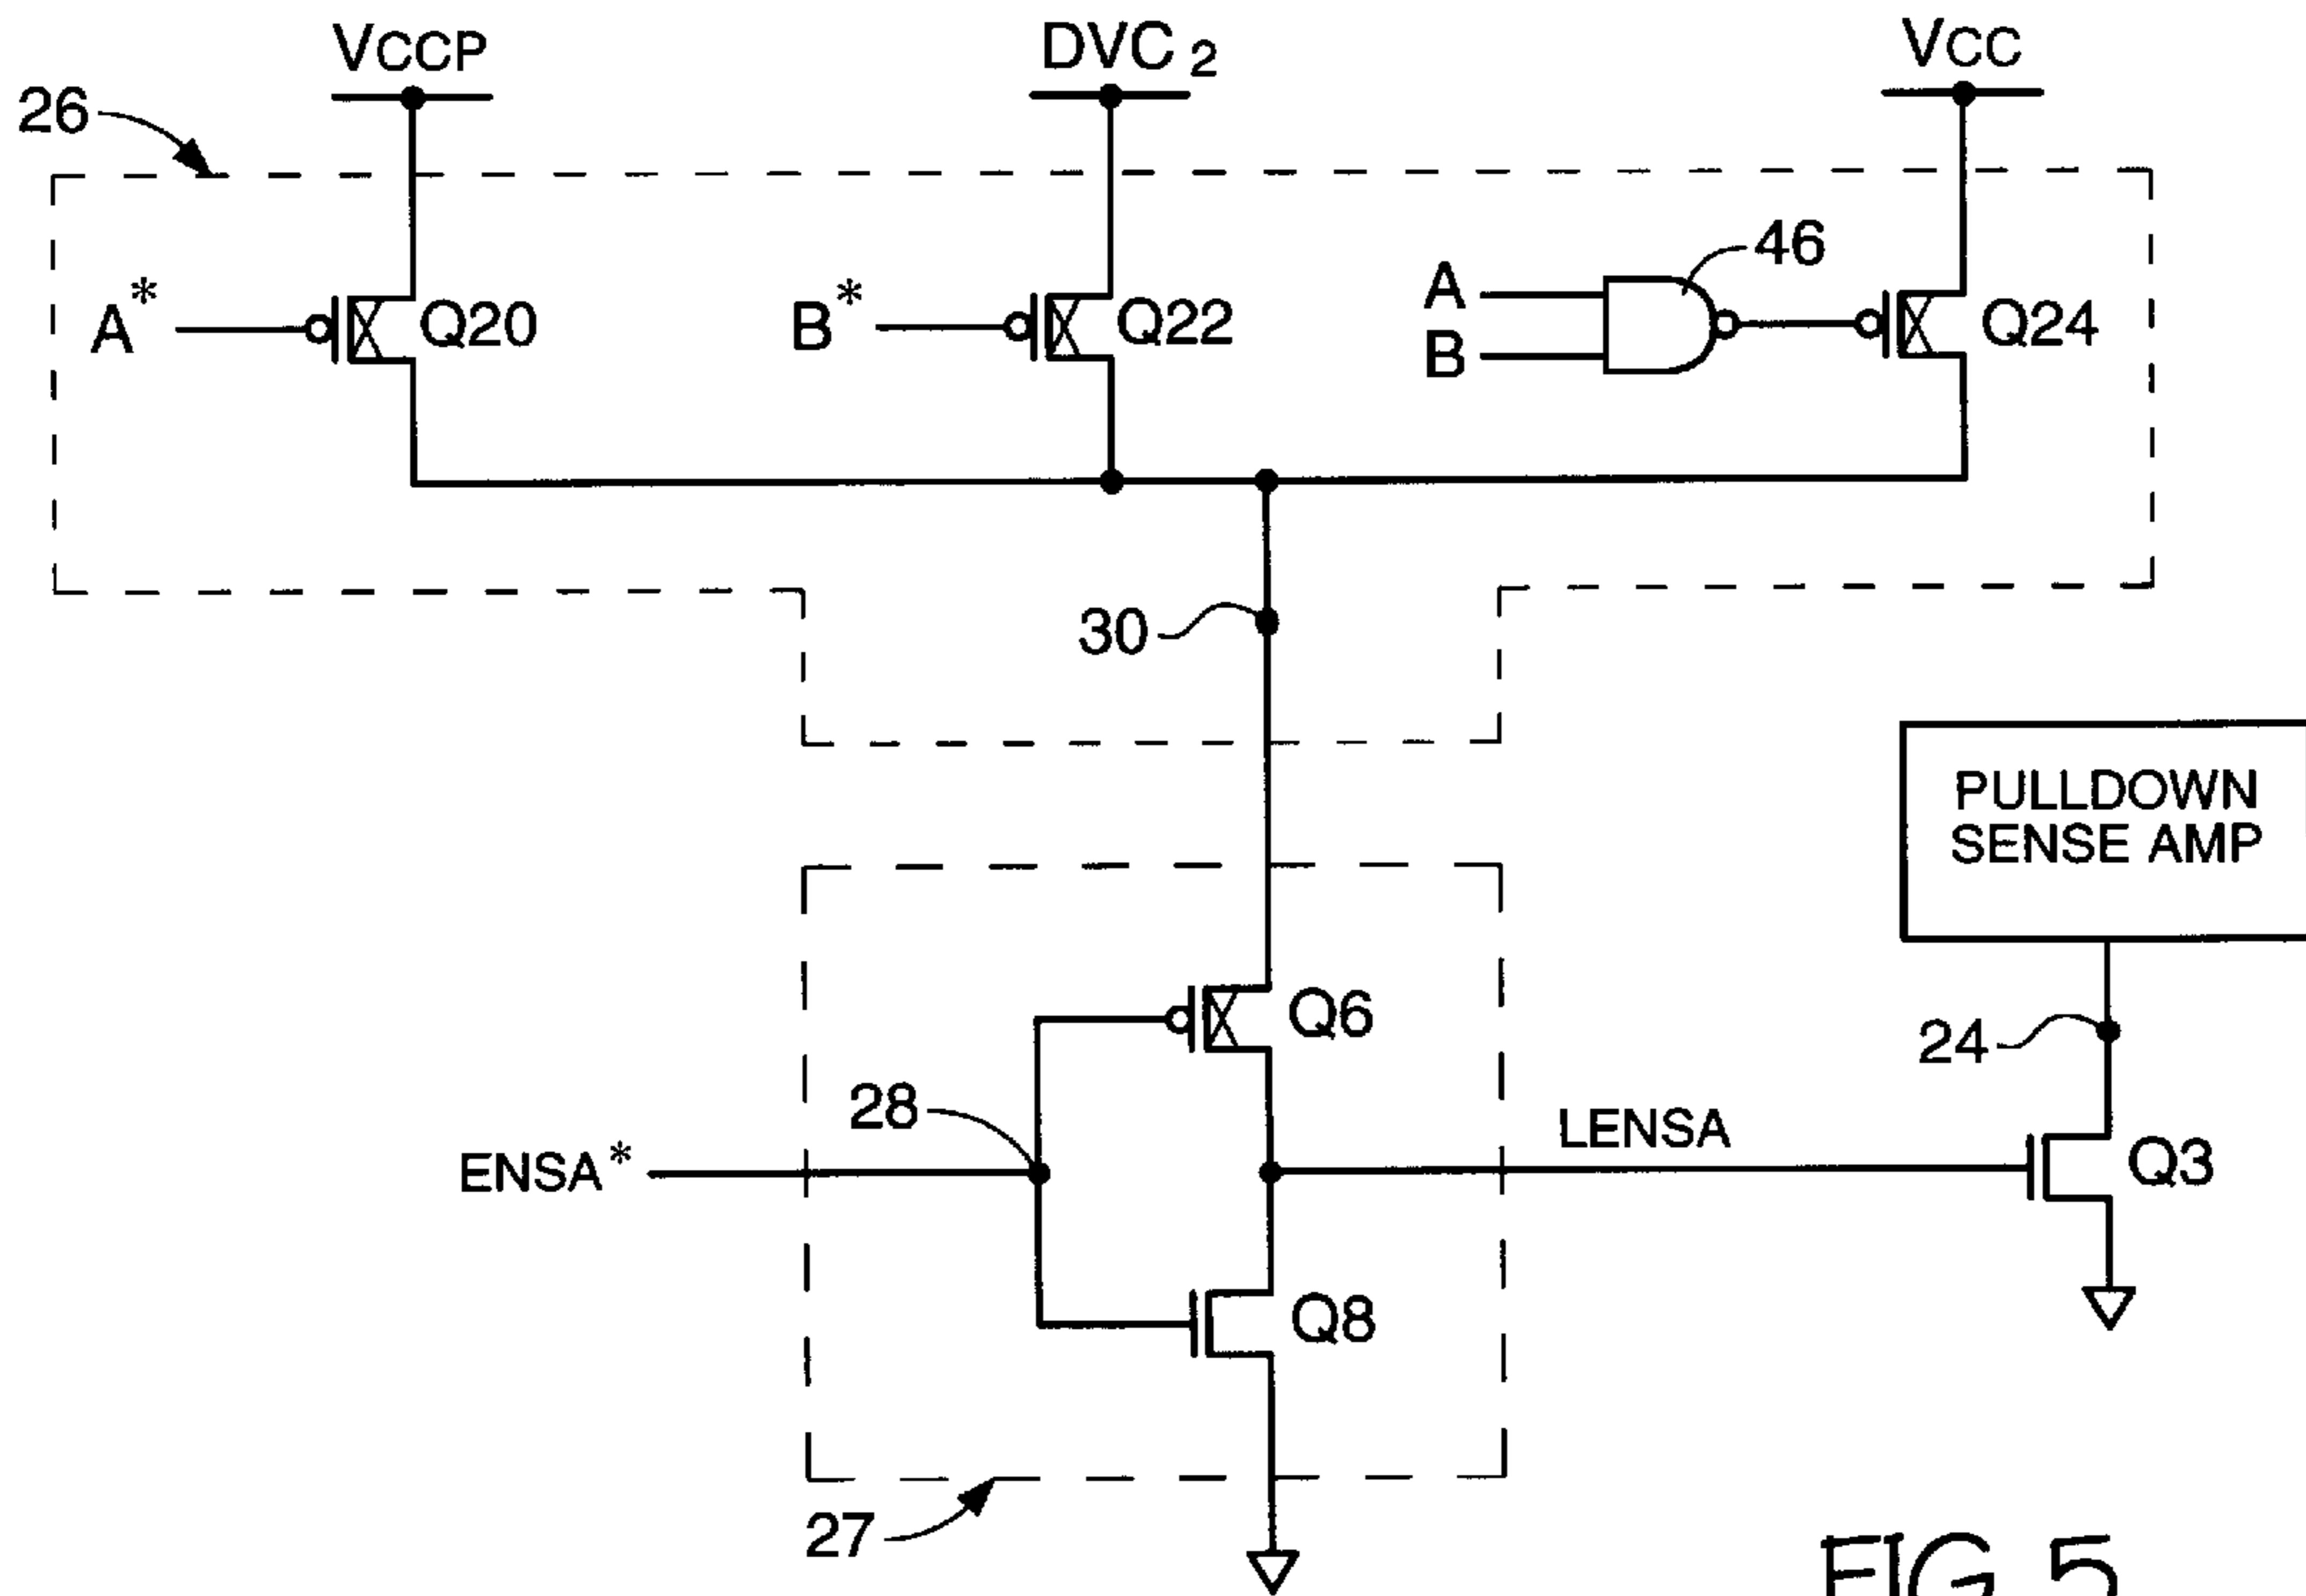 VCCP
DVC2
VCC
26
A*
Q20
B*
Q22
A
B
46
Q24
30
PULLDOWN
SENSE AMP
24
Q6
28
ENSA*
LENSA
Q3
Q8
27
FIG 5